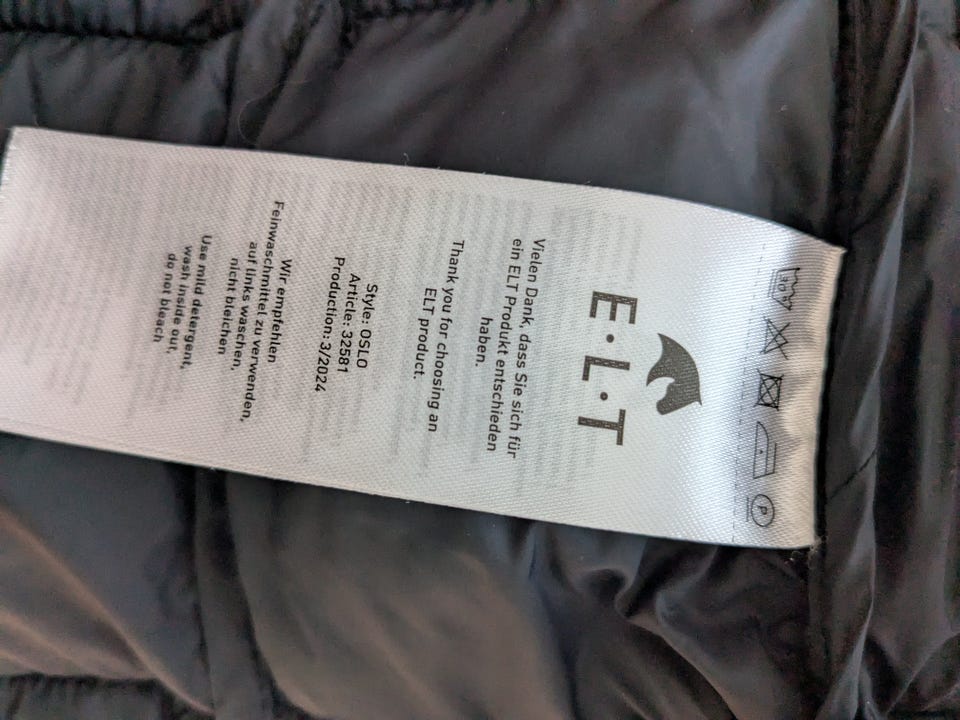 E·L·T
Vielen Dank, dass Sie sich für
ein ELT Produkt entschieden
haben.
Thank you for choosing an
ELT product.
Style: OSLO
Article: 32581
Production: 3/2024
Wir empfehlen
Feinwaschmittel zu verwenden,
auf links waschen,
nicht bleichen
Use mild detergent,
wash inside out,
do not bleach.